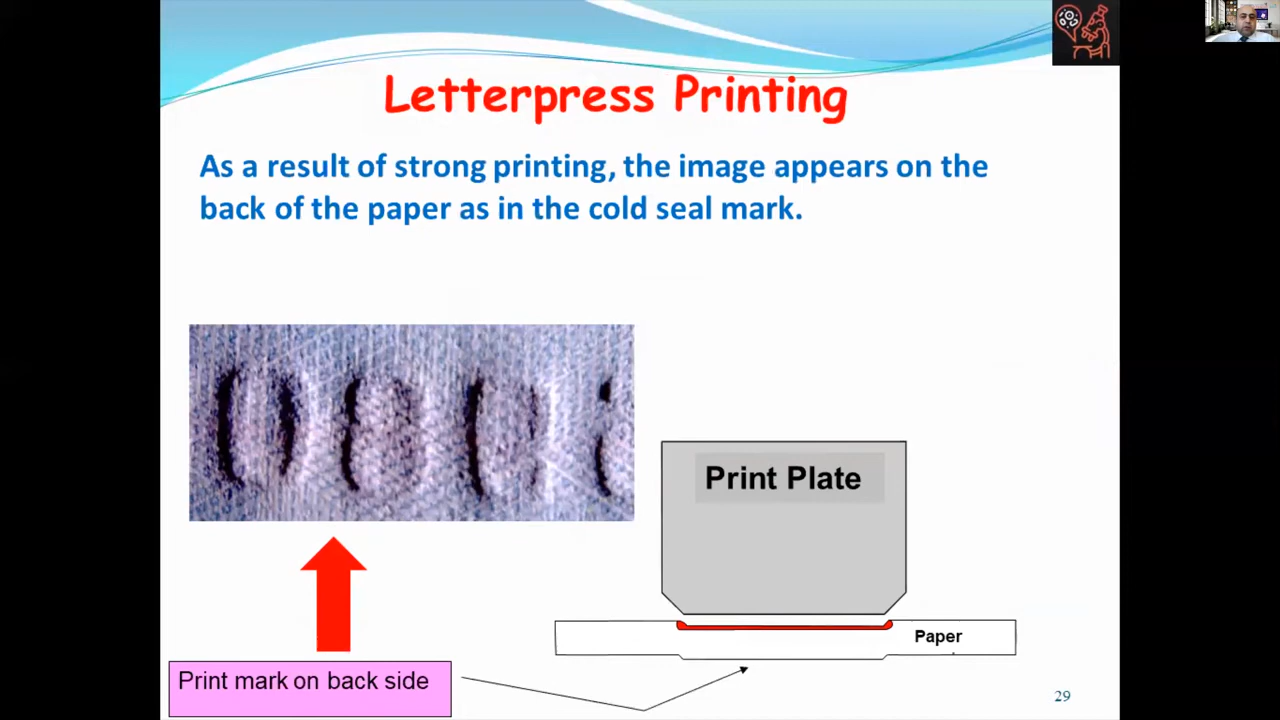 Letterpress Printing
As a result of strong printing, the image appears on the
back of the paper as in the cold seal mark.
Print Plate
Paper
Print mark on back side
29